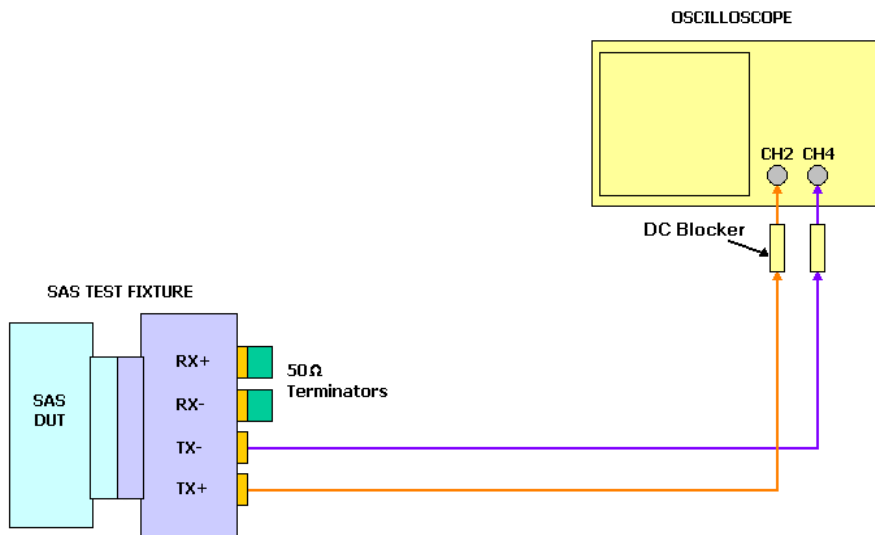 OSCILLOSCOPE
CH2 CH4
DC Blocker
SAS TEST FIXTURE
SAS
DUT
RX+
RX-
TX-
TX+
50Ω
Terminators